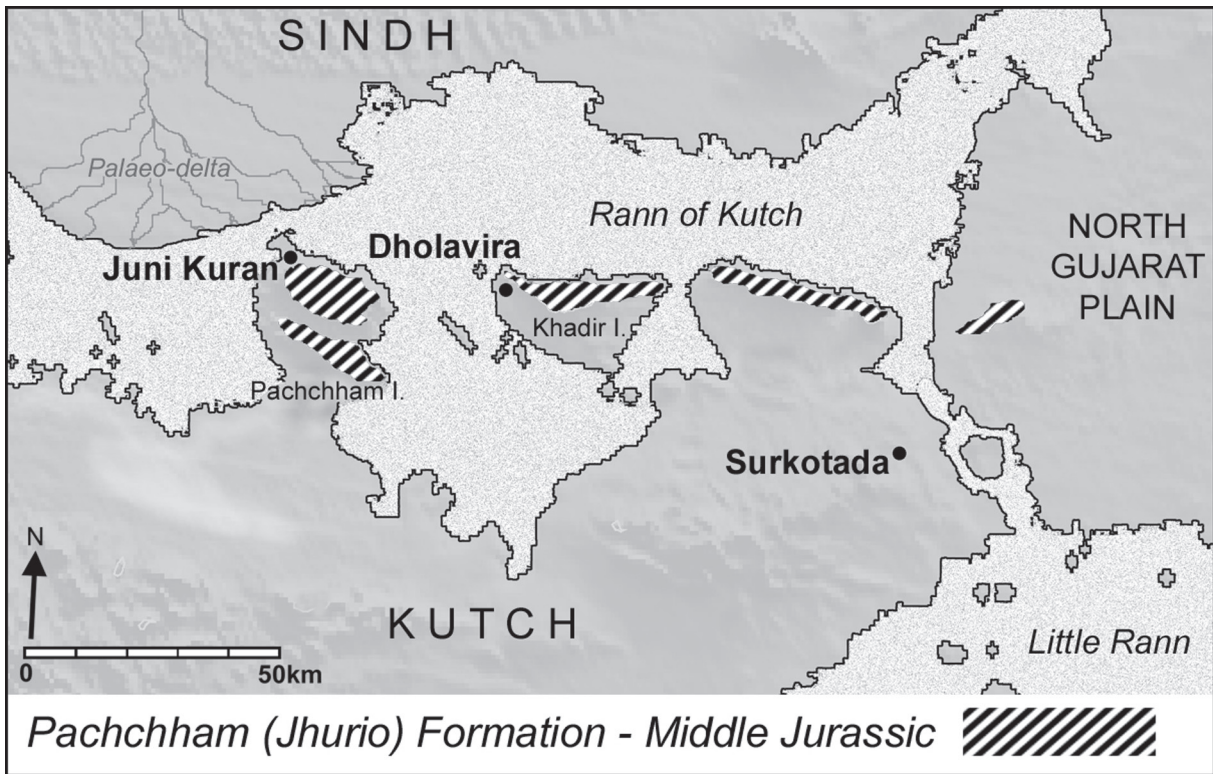 SINDH
Palaeo-delta
Rann of Kutch
NORTH
GUJARAT
PLAIN
Dholavira
Juni Kuran
Khadir I.
Pachchham I.
Surkotada
N
KUTCH
Little Rann
0 50km
Pachchham (Jhurio) Formation - Middle Jurassic